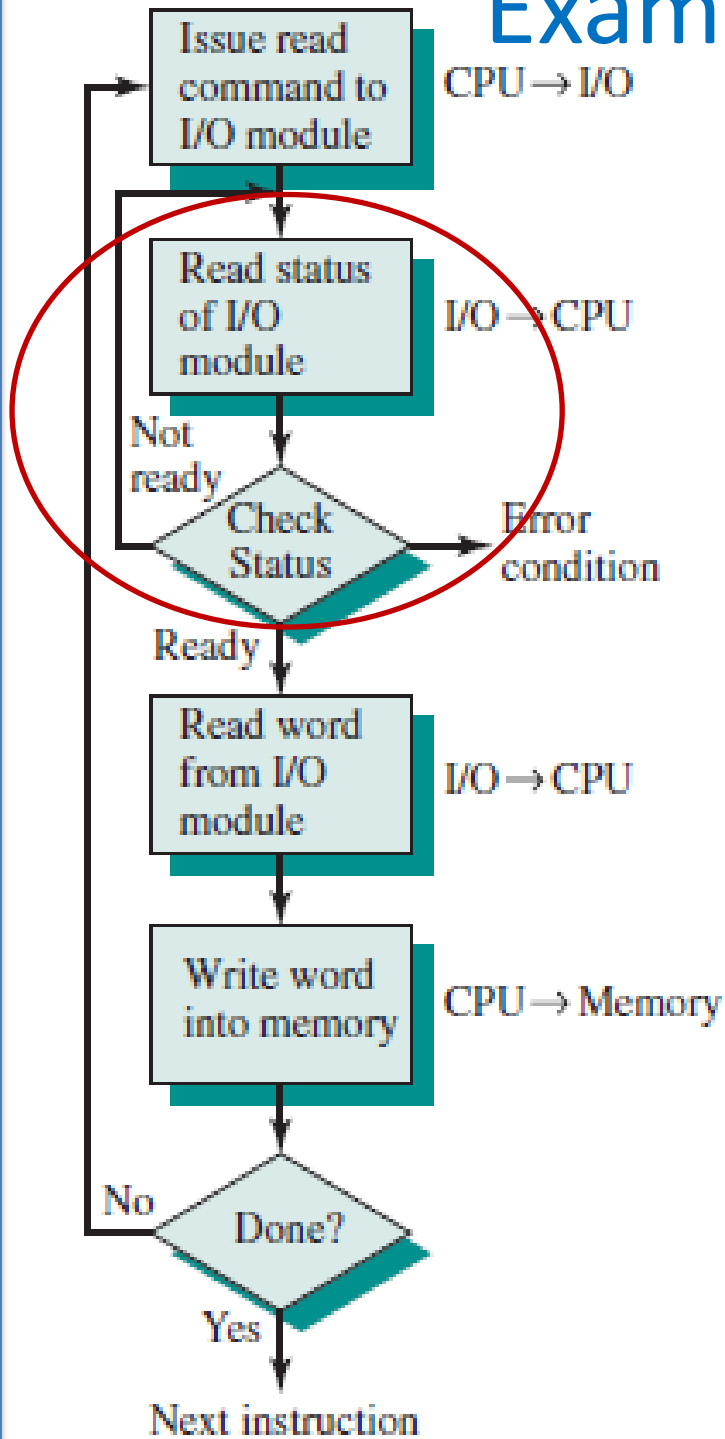 Exam
Issue read
command to
I/O module
CPU → I/O
Read status
of I/O
module
I/O → CPU
Not
ready
Check
Status
Error
condition
Ready
Read word
from I/O
module
I/O → CPU
Write word
into memory
CPU → Memory
No
Done?
Yes
Next instruction